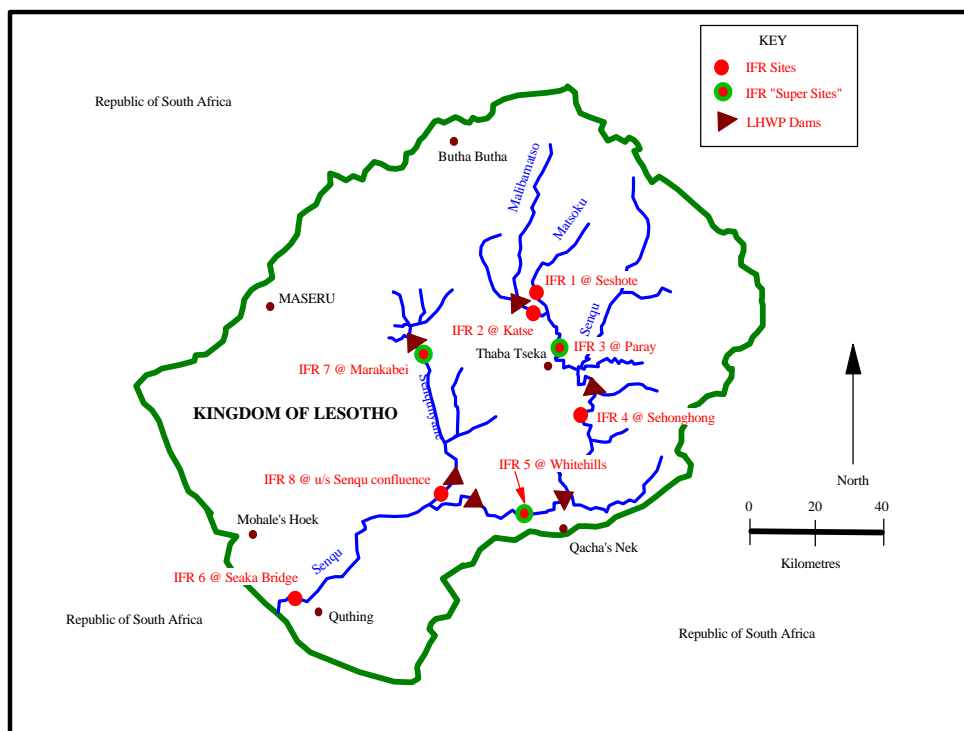 KEY
IFR Sites
IFR "Super Sites"
LHWP Dams
Republic of South Africa
Butha Butha
Malibamatso
Matsoku
IFR 1 @ Seshote
MASERU
Senqu
IFR 2 @ Katse
Thaba Tseka
IFR 3 @ Paray
IFR 7 @ Marakabei
Senqunyane
KINGDOM OF LESOTHO
IFR 4 @ Sehonghong
IFR 5 @ Whitehills
IFR 8 @ u/s Senqu confluence
North
0 20 40
Kilometres
Mohale's Hoek
Qacha's Nek
Senqu
IFR 6 @ Seaka Bridge
Quthing
Republic of South Africa
Republic of South Africa